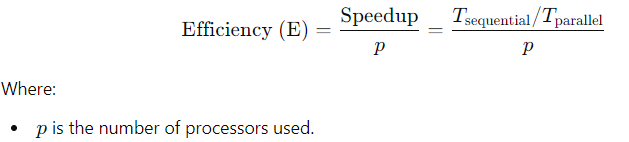 Efficiency (E) = Speedup / p = T_sequential/T_parallel / p
Where:
• p is the number of processors used.